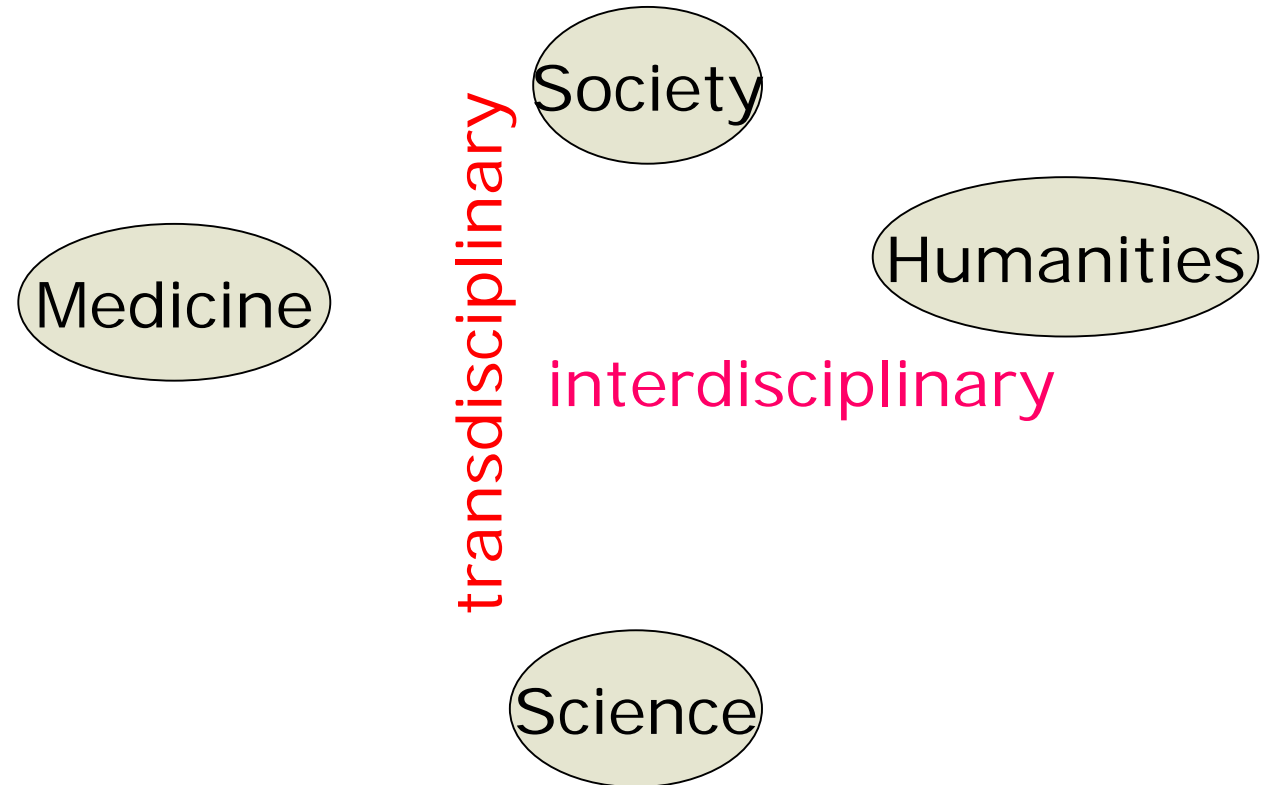 Society
Humanities
Medicine
transdisciplinary
interdisciplinary
Science